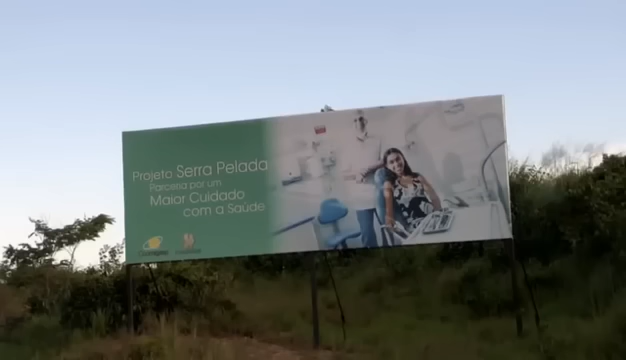 Projeto Serra Pelada
Parceria por um
Maior Cuidado
com a Saúde